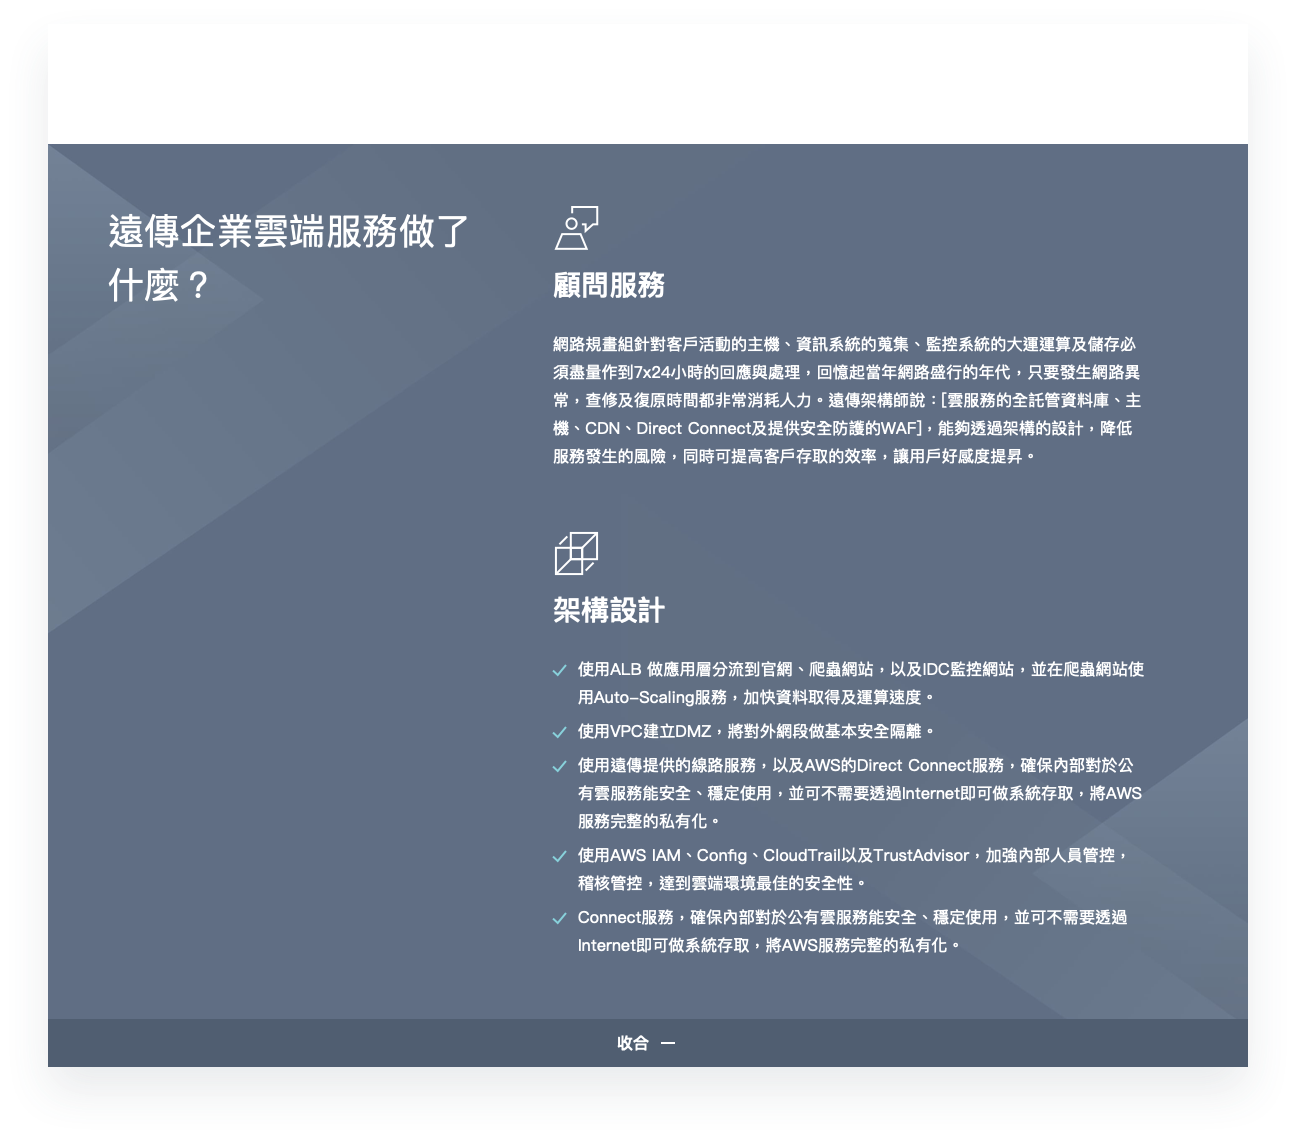 遠傳企業雲端服務做了
什麼？
顧問服務
網路規畫組針對客戶活動的主機、資訊系統的蒐集、監控系統的大運運算及儲存必
須盡量作到7x24小時的回應與處理，回憶起當年網路盛行的年代，只要發生網路異
常，查修及復原時間都非常消耗人力。遠傳架構師說：[雲服務的全託管資料庫、主
機、CDN、Direct Connect及提供安全防護的WAF]，能夠透過架構的設計，降低
服務發生的風險，同時可提高客戶存取的效率，讓用戶好感度提昇。
架構設計
使用ALB 做應用層分流到官網、爬蟲網站，以及IDC監控網站，並在爬蟲網站使
用Auto-Scaling服務，加快資料取得及運算速度。
使用VPC建立DMZ，將對外網段做基本安全隔離。
使用遠傳提供的線路服務，以及AWS的Direct Connect服務，確保內部對於公
有雲服務能安全、穩定使用，並可不需要透過Internet即可做系統存取，將AWS
服務完整的私有化。
使用AWS IAM、Config、CloudTrail以及TrustAdvisor，加強內部人員管控，
稽核管控，達到雲端環境最佳的安全性。
Connect服務，確保內部對於公有雲服務能安全、穩定使用，並可不需要透過
Internet即可做系統存取，將AWS服務完整的私有化。
收合 —